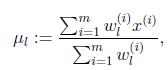 μ_l := \frac{\sum_{i=1}^{m} w_l^{(i)} x^{(i)}}{\sum_{i=1}^{m} w_l^{(i)}},